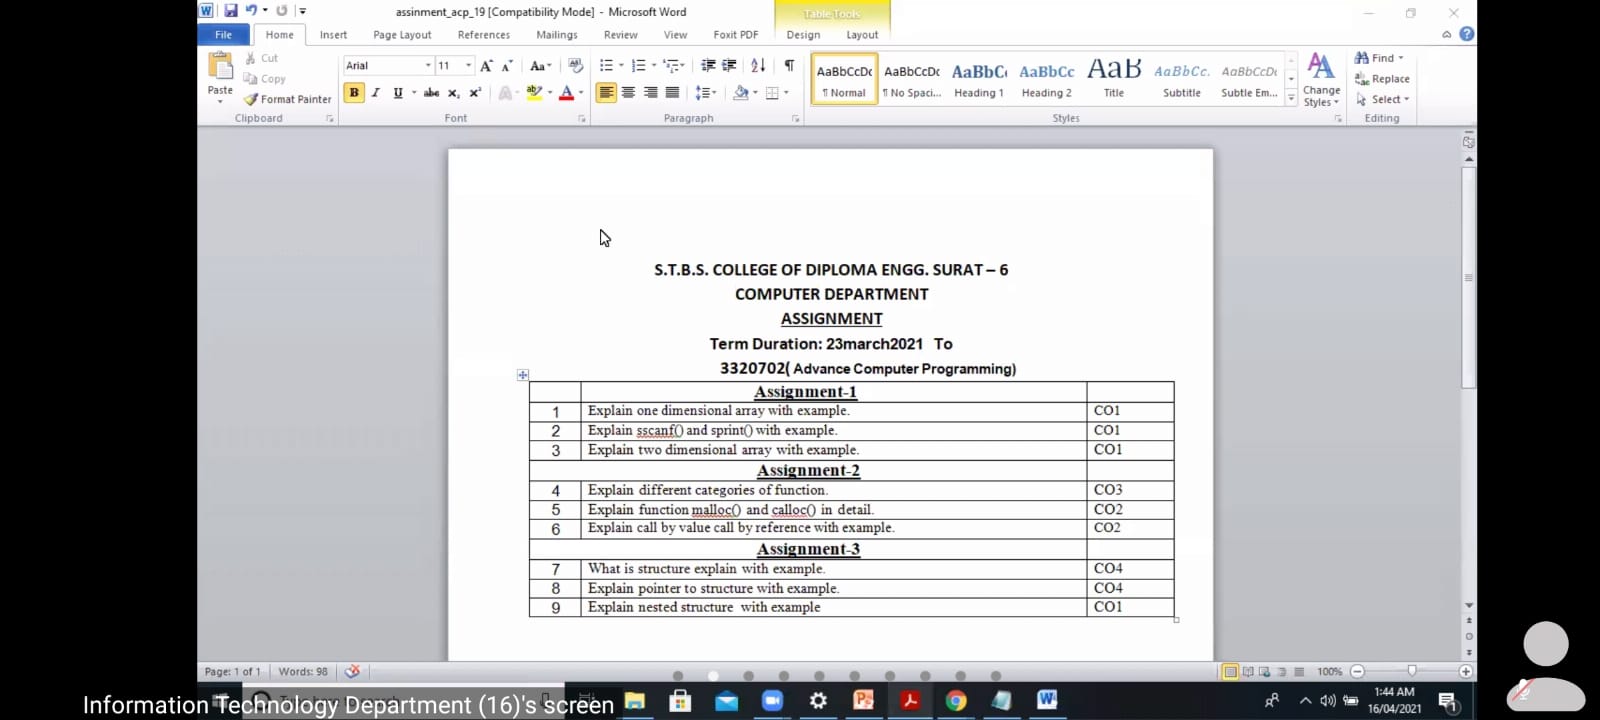 assinment_acp_19 [Compatibility Mode] - Microsoft Word
Table Tools
File Home Insert Page Layout References Mailings Review View Foxit PDF Design Layout
Paste
Cut
Copy
Format Painter
Arial 11
AaBbCcDc AaBbCcDc AaBbC AaBbCc AaB AaBbCc. AaBbCcDc
¶ Normal ¶ No Spaci... Heading 1 Heading 2 Title Subtitle Subtle Em...
Change Styles
Find
Replace
Select
Clipboard Font Paragraph Styles Editing
S.T.B.S. COLLEGE OF DIPLOMA ENGG. SURAT – 6
COMPUTER DEPARTMENT
ASSIGNMENT
Term Duration: 23march2021 To
3320702( Advance Computer Programming)
Assignment-1
1 Explain one dimensional array with example. CO1
2 Explain sscanf() and sprint() with example. CO1
3 Explain two dimensional array with example. CO1
Assignment-2
4 Explain different categories of function. CO3
5 Explain function malloc() and calloc() in detail. CO2
6 Explain call by value call by reference with example. CO2
Assignment-3
7 What is structure explain with example. CO4
8 Explain pointer to structure with example. CO4
9 Explain nested structure with example CO1
Page: 1 of 1 Words: 98 100%
Information Technology Department (16)'s screen
1:44 AM
16/04/2021